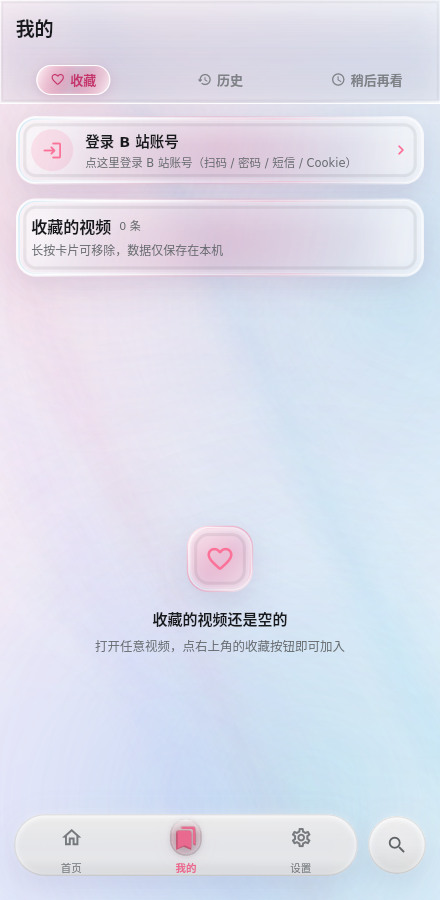 我的
收藏
历史
稍后再看
登录 B 站账号
点这里登录 B 站账号（扫码 / 密码 / 短信 / Cookie）
收藏的视频 0 条
长按卡片可移除，数据仅保存在本机
收藏的视频还是空的
打开任意视频，点右上角的收藏按钮即可加入
首页
我的
设置